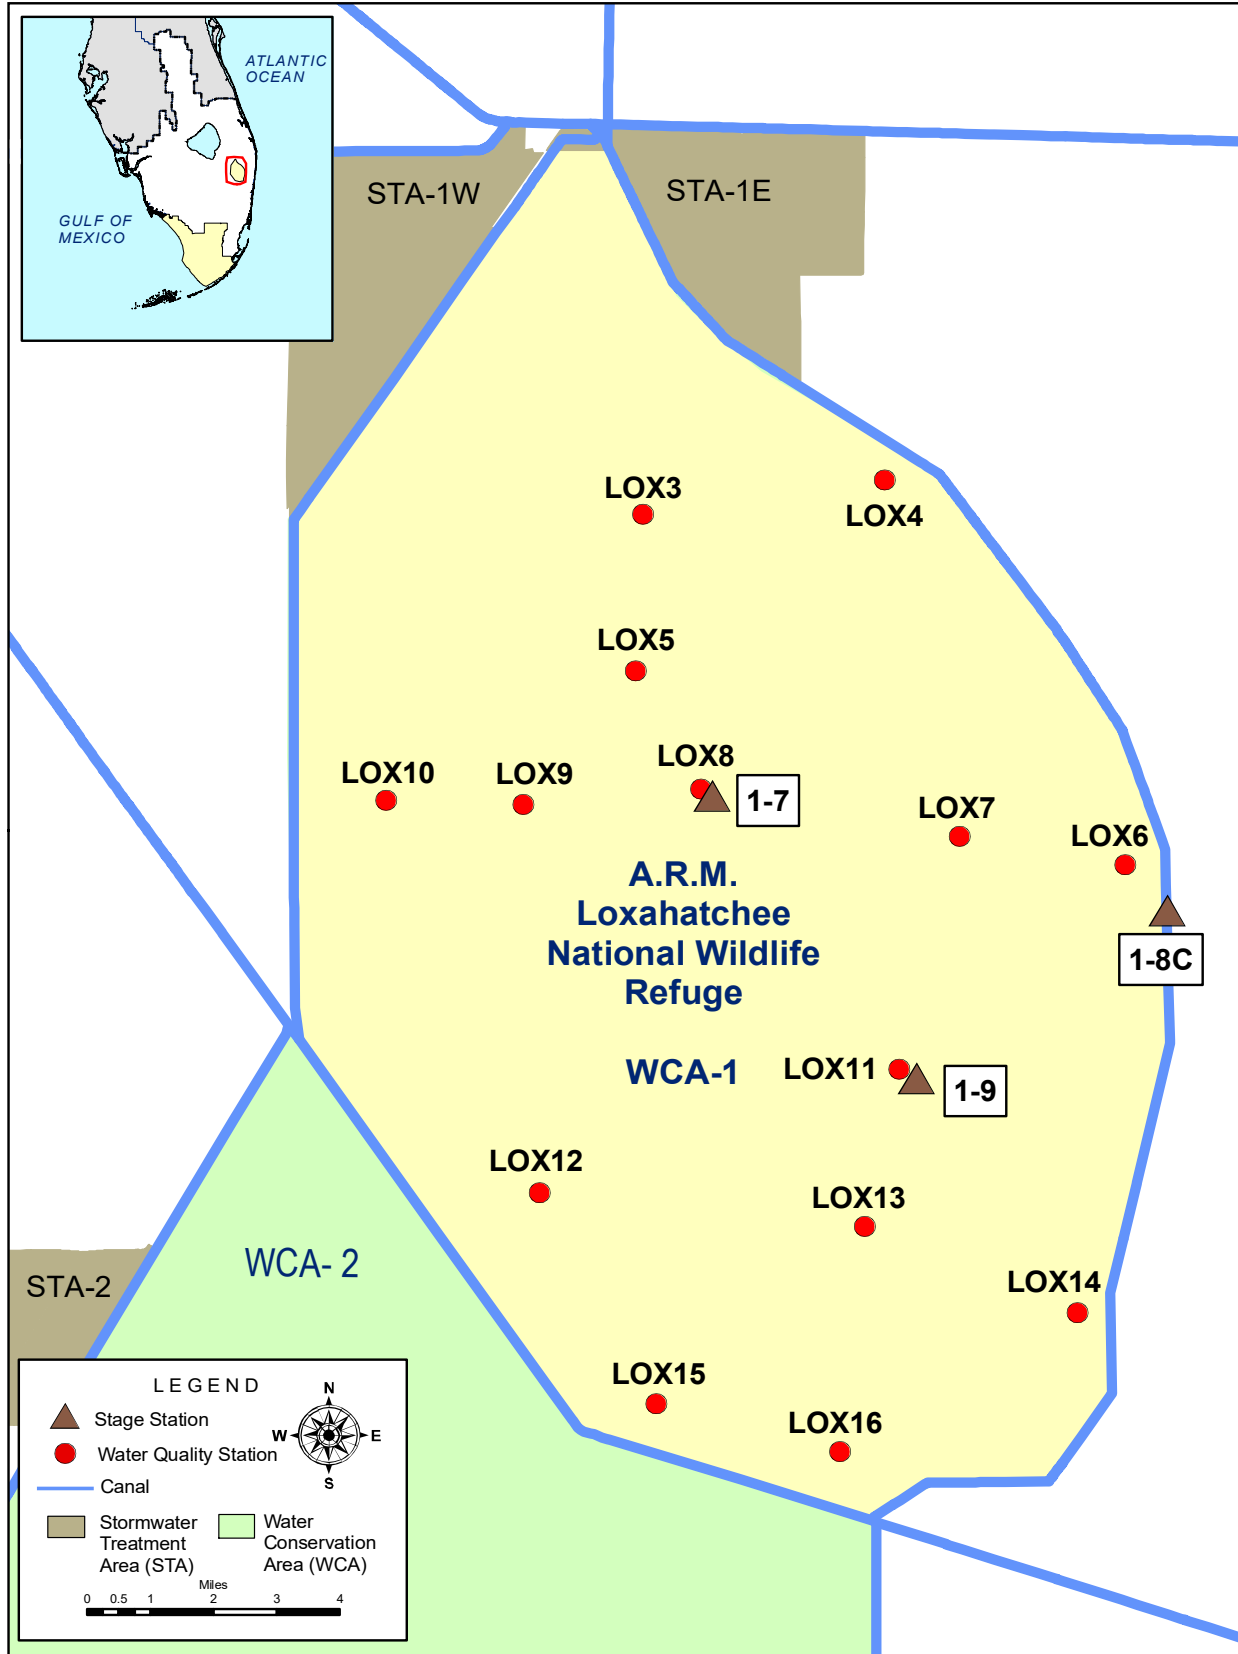 ATLANTIC
OCEAN
GULF OF
MEXICO
STA-1W
STA-1E
LOX3
LOX4
LOX5
LOX8
1-7
LOX10
LOX9
LOX7
LOX6
1-8C
A.R.M.
Loxahatchee
National Wildlife
Refuge
WCA-1
LOX11
1-9
LOX12
LOX13
WCA- 2
STA-2
LOX14
LOX15
LOX16
LEGEND
Stage Station
Water Quality Station
Canal
Stormwater
Treatment
Area (STA)
Water
Conservation
Area (WCA)
N
W
E
S
Miles
0 0.5 1 2 3 4